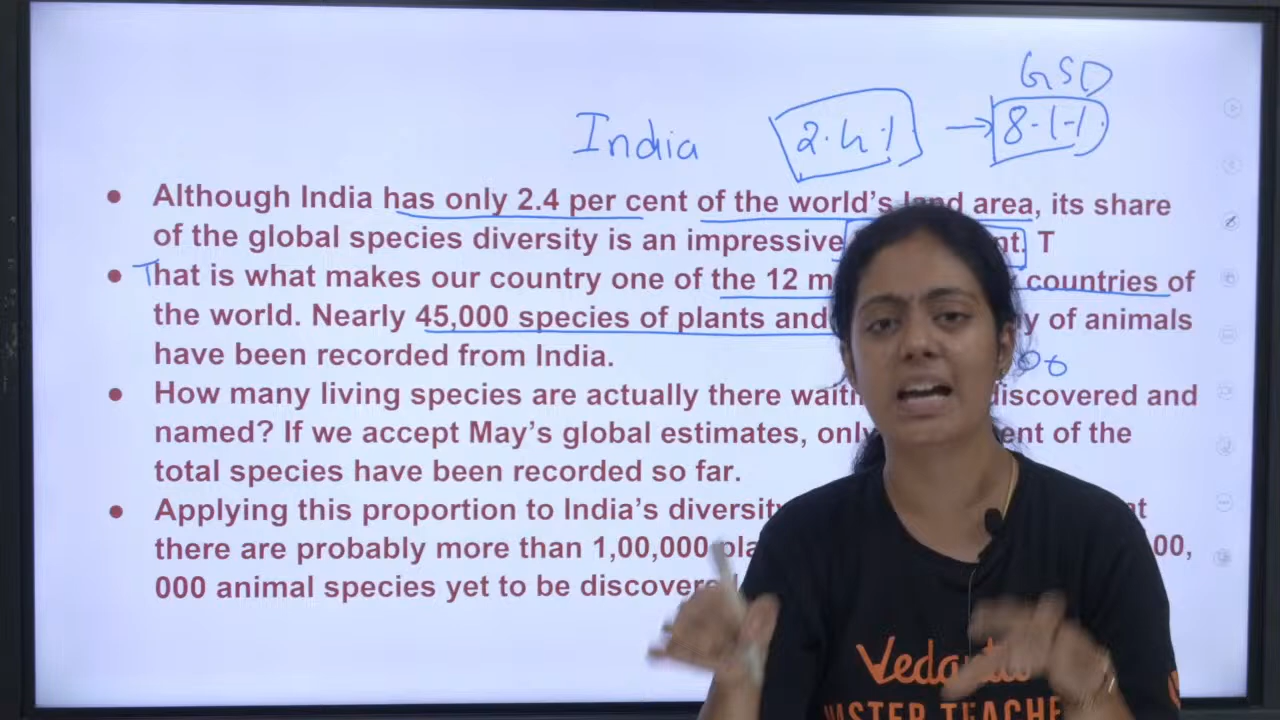 GSD
India 2.4% → 8.1%
Although India has only 2.4 per cent of the world's land area, its share
of the global species diversity is an impressive nt. T
That is what makes our country one of the 12 m countries of
the world. Nearly 45,000 species of plants and y of animals
have been recorded from India.
How many living species are actually there waiti discovered and
named? If we accept May's global estimates, only ent of the
total species have been recorded so far.
Applying this proportion to India's diversity at
there are probably more than 1,00,000 pla 00,
000 animal species yet to be discovered
Vedantu
MASTER TEACHE